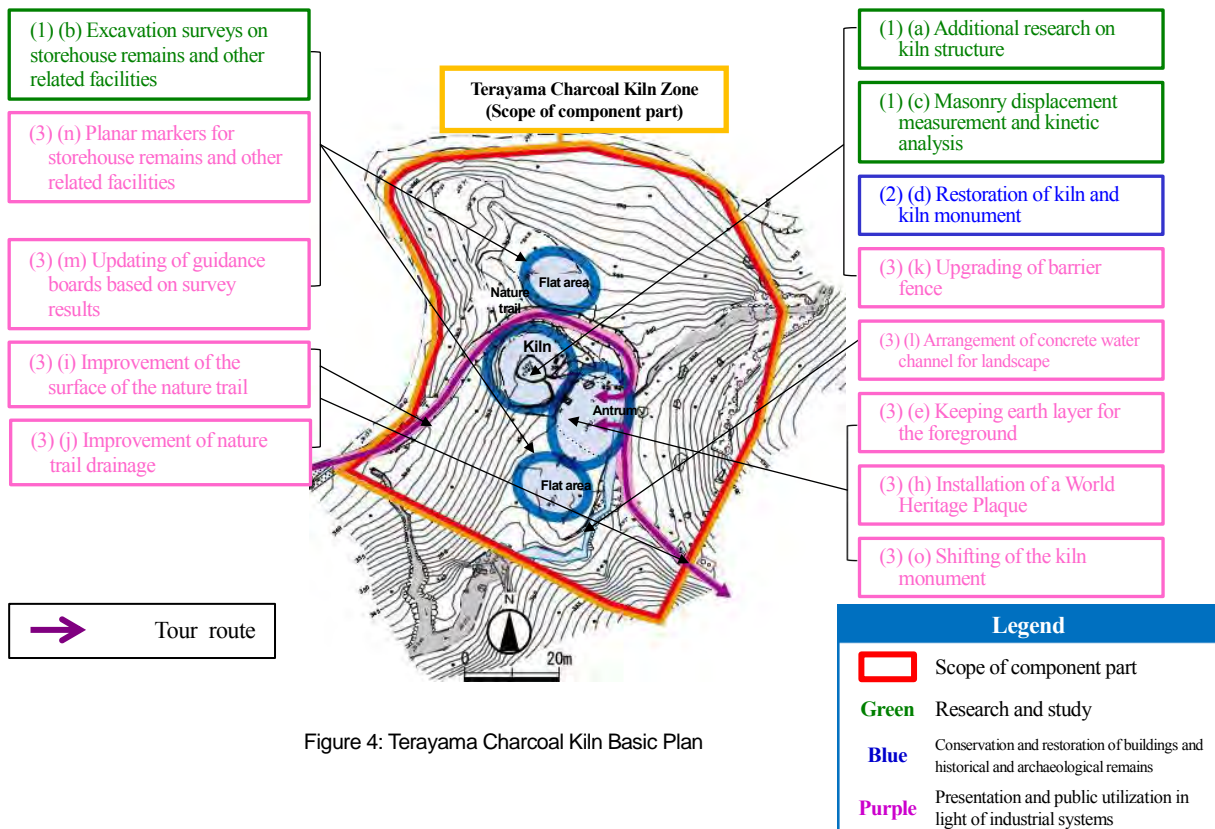 (1) (b) Excavation surveys on
storehouse remains and other
related facilities
(3) (n) Planar markers for
storehouse remains and other
related facilities
(3) (m) Updating of guidance
boards based on survey
results
(3) (i) Improvement of the
surface of the nature trail
(3) (j) Improvement of nature
trail drainage
Tour route
Terayama Charcoal Kiln Zone
(Scope of component part)
Flat area
Nature
trail
Kiln
Antrum
Flat area
N
0 20m
Figure 4: Terayama Charcoal Kiln Basic Plan
(1) (a) Additional research on
kiln structure
(1) (c) Masonry displacement
measurement and kinetic
analysis
(2) (d) Restoration of kiln and
kiln monument
(3) (k) Upgrading of barrier
fence
(3) (l) Arrangement of concrete water
channel for landscape
(3) (e) Keeping earth layer for
the foreground
(3) (h) Installation of a World
Heritage Plaque
(3) (o) Shifting of the kiln
monument
Legend
Scope of component part
Green Research and study
Blue Conservation and restoration of buildings and
historical and archaeological remains
Purple Presentation and public utilization in
light of industrial systems